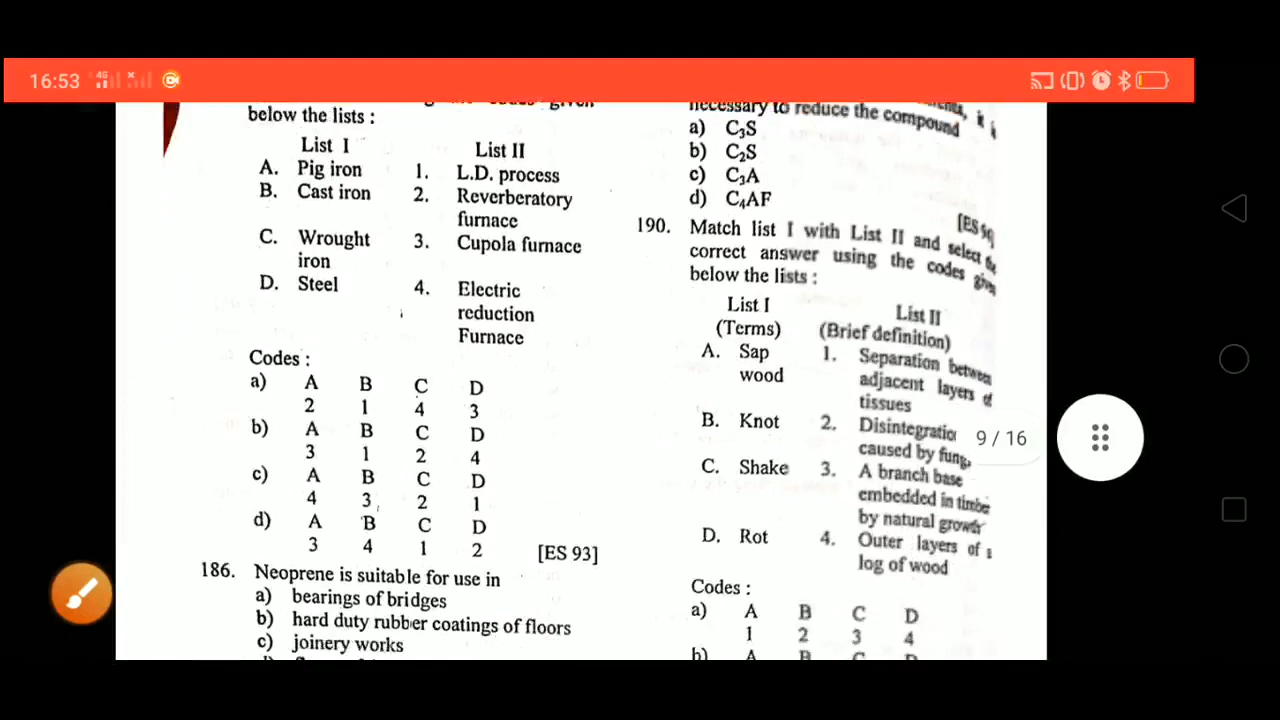 16:53 4G
below the lists :
List I List II
A. Pig iron 1. L.D. process
B. Cast iron 2. Reverberatory
furnace
C. Wrought 3. Cupola furnace
iron
D. Steel 4. Electric
reduction
Furnace
Codes :
a) A B C D
2 1 4 3
b) A B C D
3 1 2 4
c) A B C D
4 3 2 1
d) A B C D
3 4 1 2 [ES 93]
186. Neoprene is suitable for use in
a) bearings of bridges
b) hard duty rubber coatings of floors
c) joinery works
necessary to reduce the compound
a) C₃S
b) C₂S
c) C₃A
d) C₄AF
190. Match list I with List II and select the
correct answer using the codes given
below the lists :
List I List II
(Terms) (Brief definition)
A. Sap 1. Separation between
wood adjacent layers of
tissues
B. Knot 2. Disintegratio
caused by fung
C. Shake 3. A branch base
embedded in timber
by natural growth
D. Rot 4. Outer layers of a
log of wood
Codes :
a) A B C D
1 2 3 4
b) A B C D
9 / 16